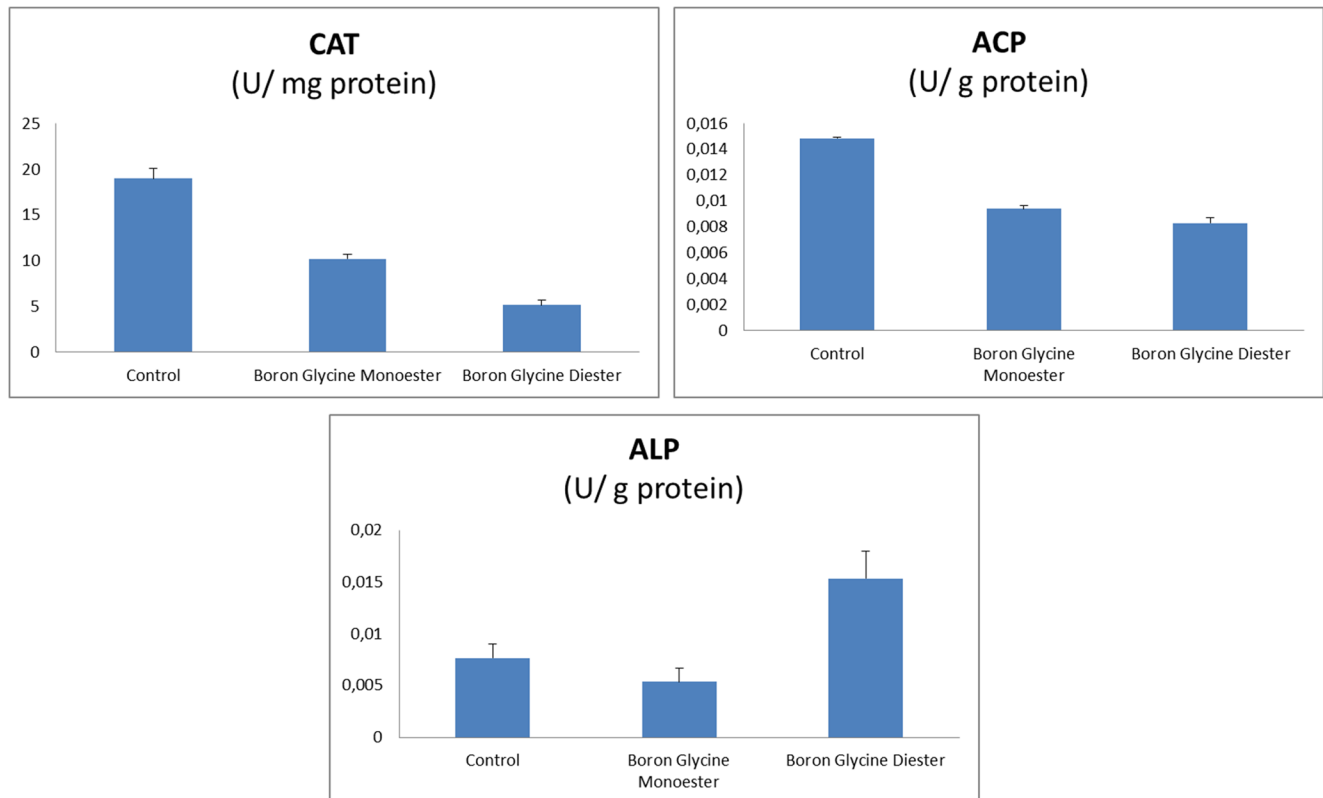 CAT
(U/ mg protein)
25
20
15
10
5
0
Control
Boron Glycine Monoester
Boron Glycine Diester
ACP
(U/ g protein)
0,016
0,014
0,012
0,01
0,008
0,006
0,004
0,002
0
Control
Boron Glycine
Monoester
Boron Glycine Diester
ALP
(U/ g protein)
0,02
0,015
0,01
0,005
0
Control
Boron Glycine
Monoester
Boron Glycine Diester